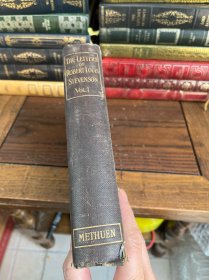 THE LETTERS
OF
ROBERT LOUIS
STEVENSON
VOL. I
METHUEN